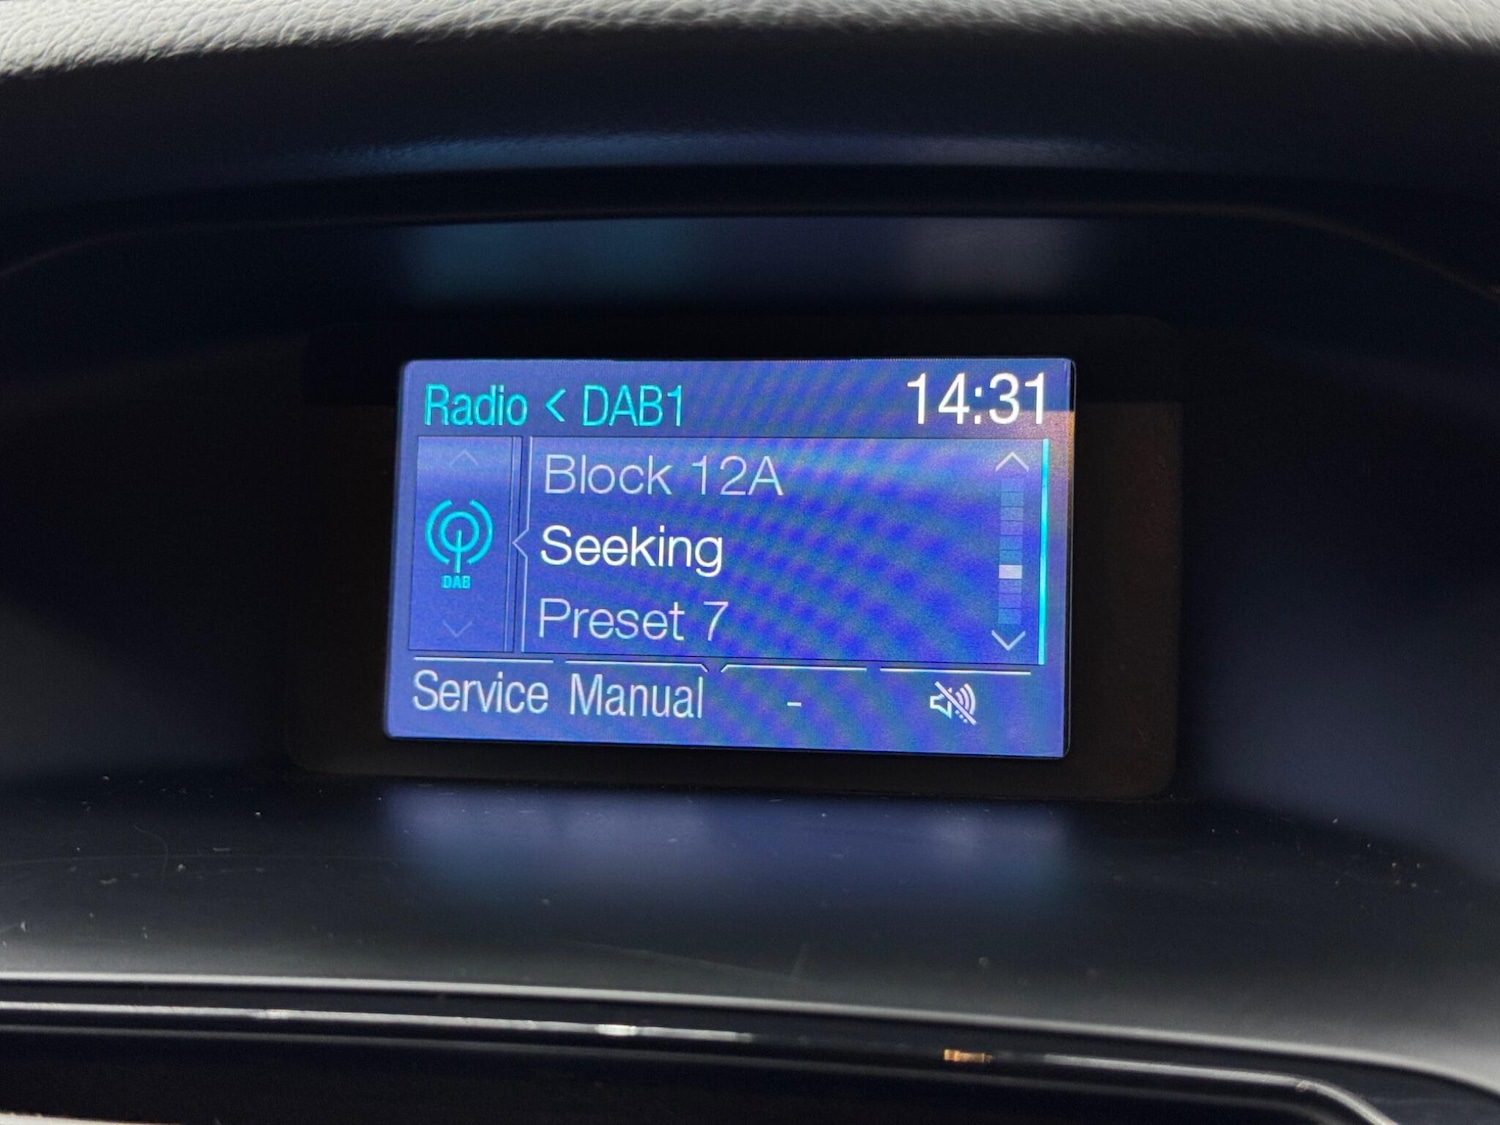 Radio < DAB1 14:31
Block 12A
DAB
Seeking
Preset 7
Service Manual -